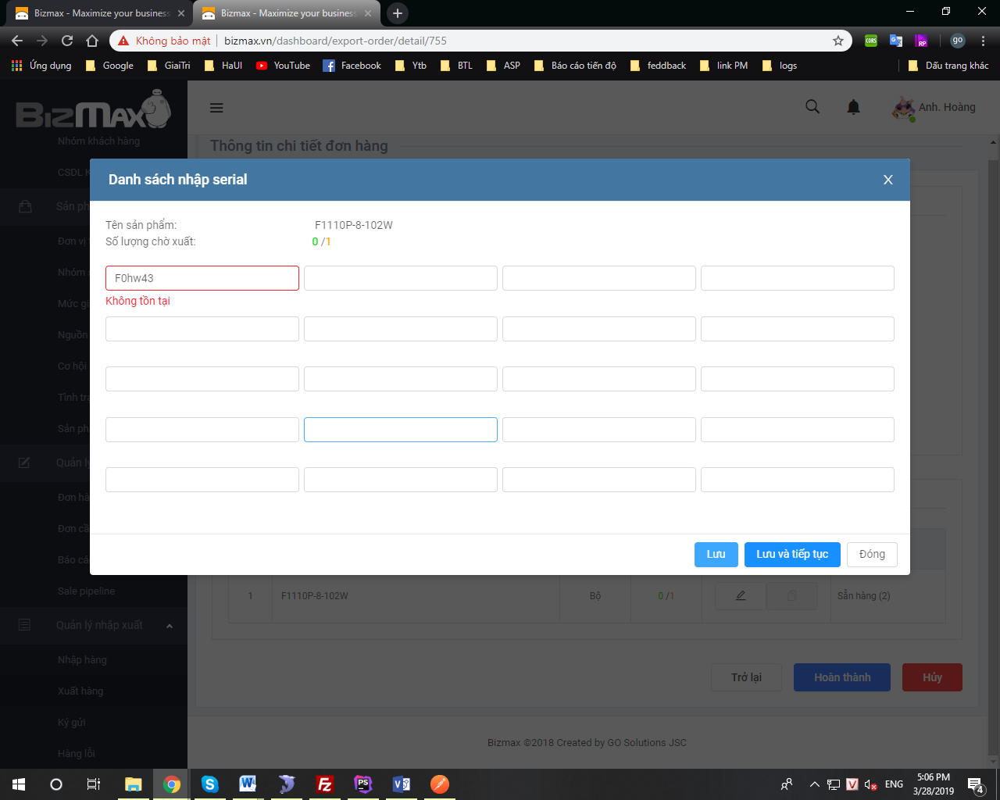 Bizmax - Maximize your business
Bizmax - Maximize your business
Không bảo mật
bizmax.vn/dashboard/export-order/detail/755
CORS
RP
go
Ứng dụng
Google
GiaiTri
HaUI
YouTube
Facebook
Ytb
BTL
ASP
Báo cáo tiến độ
feddback
link PM
logs
Dấu trang khác
BizMax
Anh. Hoàng
Nhóm khách hàng
Thông tin chi tiết đơn hàng
CSDL
Danh sách nhập serial
X
Sản
Đơn vị
Nhóm
Mức
Nguồn
Cơ hội
Tình
Sản
Quản
Đơn
Đơn
Báo
Tên sản phẩm:
F1110P-8-102W
Số lượng chờ xuất:
0 /1
F0hw43
Không tồn tại
Lưu
Lưu và tiếp tục
Đóng
Sale pipeline
1
F1110P-8-102W
Bộ
0 /1
Sẵn hàng (2)
Quản lý nhập xuất
Nhập hàng
Xuất hàng
Ký gửi
Hàng lỗi
Trở lại
Hoàn thành
Hủy
Bizmax ©2018 Created by GO Solutions JSC
ENG
5:06 PM
3/28/2019
4